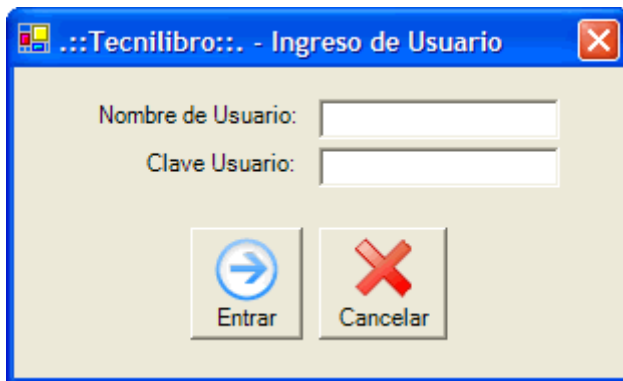 .::Tecnilibro::. - Ingreso de Usuario
Nombre de Usuario:
Clave Usuario:
Entrar Cancelar